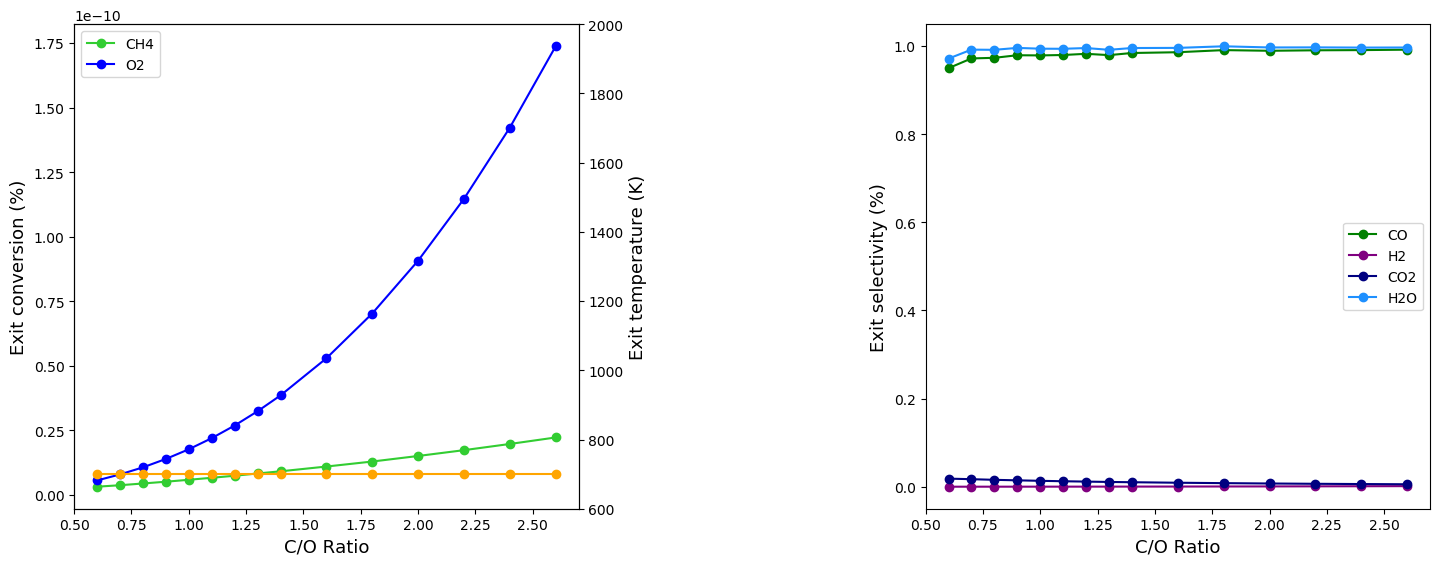 1e−10
CH4
O2
1.75
1.50
1.25
1.00
0.75
0.50
0.25
0.00
Exit conversion (%)
0.50 0.75 1.00 1.25 1.50 1.75 2.00 2.25 2.50
C/O Ratio
2000
1800
1600
1400
1200
1000
800
600
Exit temperature (K)
1.0
0.8
0.6
0.4
0.2
0.0
Exit selectivity (%)
CO
H2
CO2
H2O
0.50 0.75 1.00 1.25 1.50 1.75 2.00 2.25 2.50
C/O Ratio